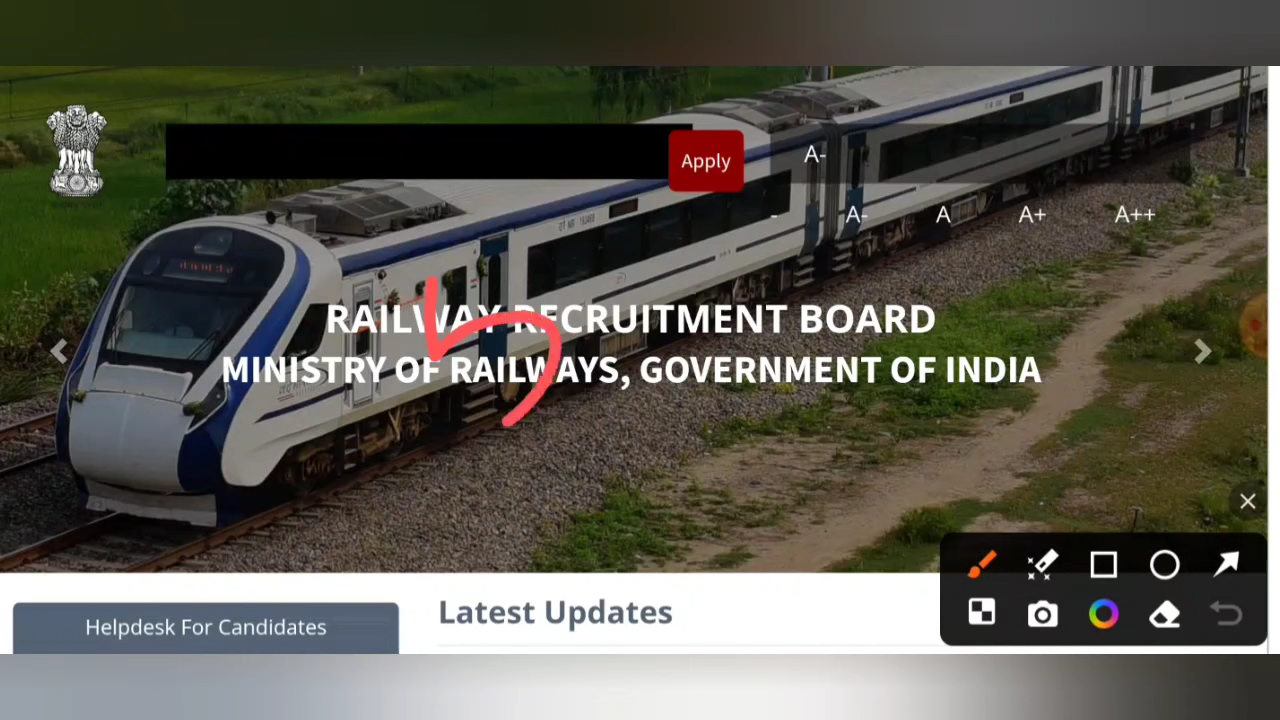 Apply
A-
- A- A A+ A++
RAILWAY RECRUITMENT BOARD
MINISTRY OF RAILWAYS, GOVERNMENT OF INDIA
Helpdesk For Candidates
Latest Updates